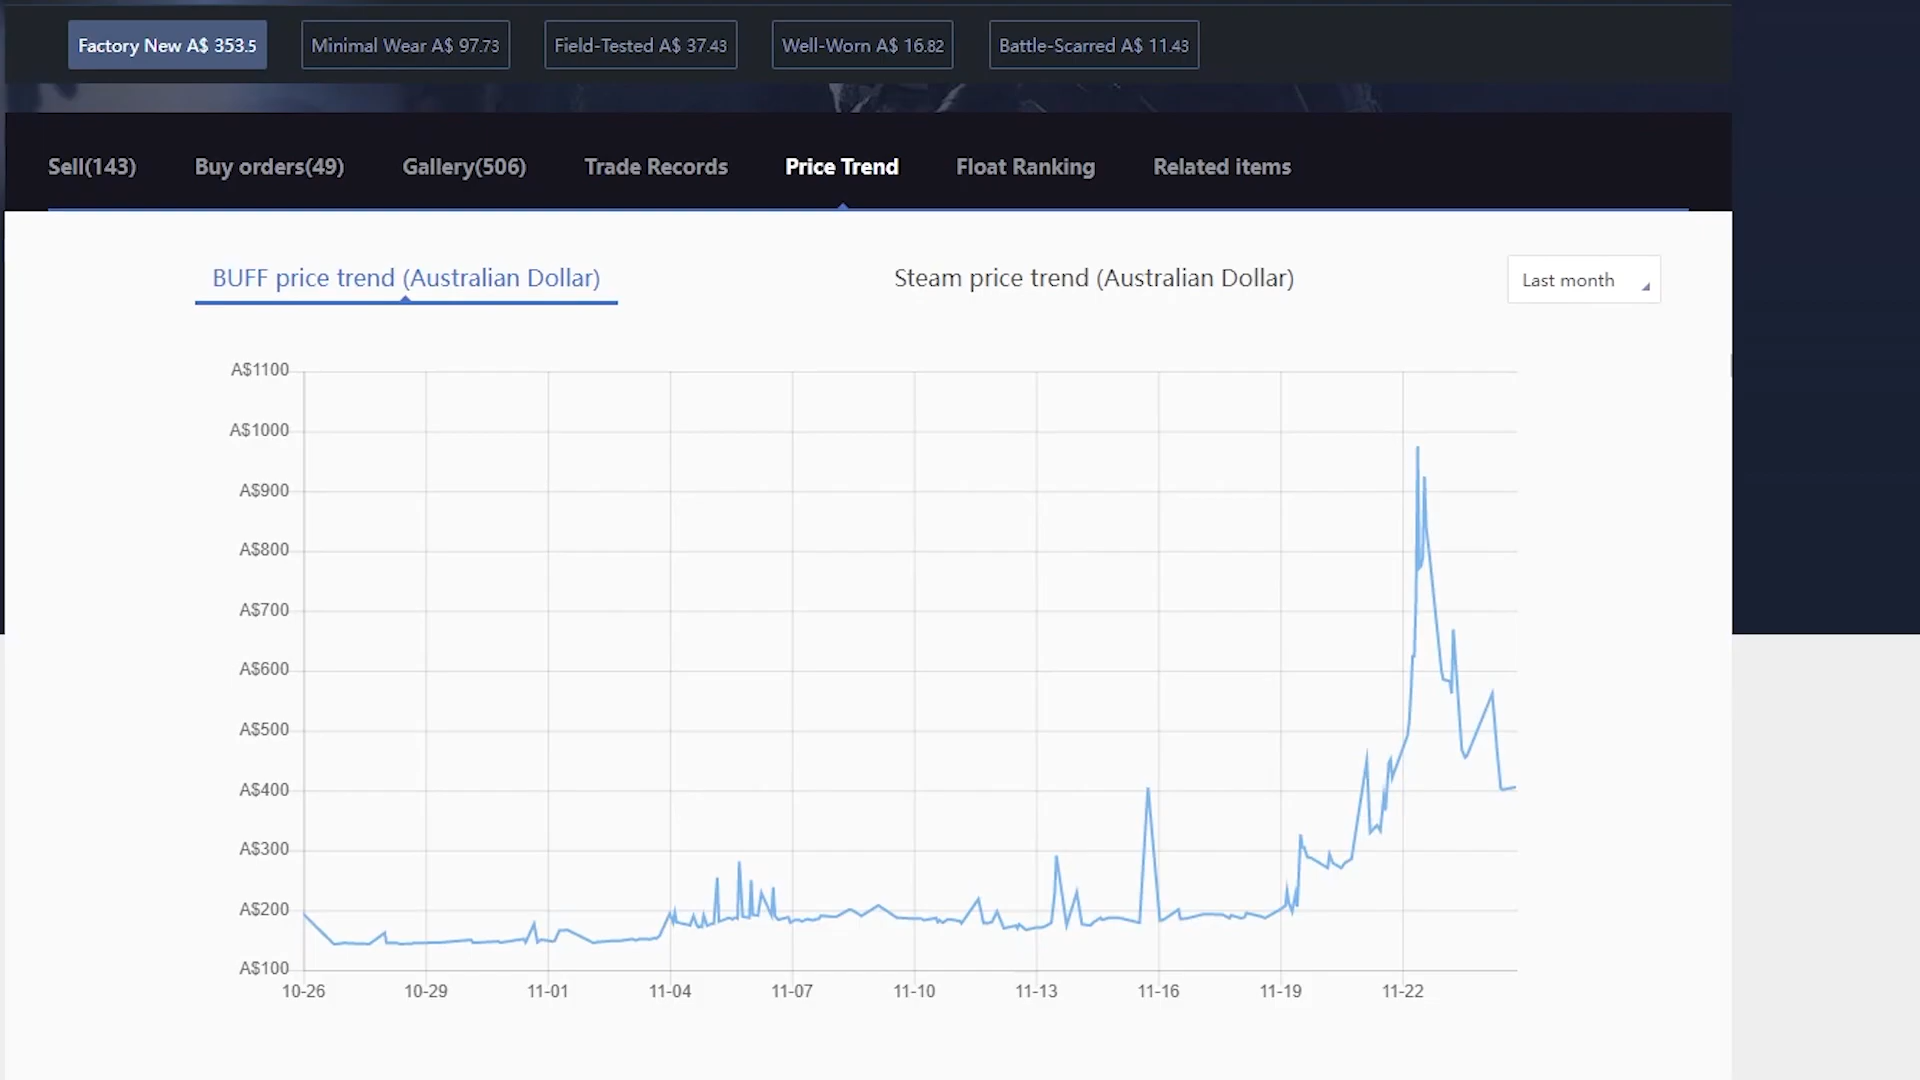 Factory New A$ 353.5
Minimal Wear A$ 97.73
Field-Tested A$ 37.43
Well-Worn A$ 16.82
Battle-Scarred A$ 11.43
Sell(143)
Buy orders(49)
Gallery(506)
Trade Records
Price Trend
Float Ranking
Related items
BUFF price trend (Australian Dollar)
Steam price trend (Australian Dollar)
Last month
A$1100
A$1000
A$900
A$800
A$700
A$600
A$500
A$400
A$300
A$200
A$100
10-26
10-29
11-01
11-04
11-07
11-10
11-13
11-16
11-19
11-22